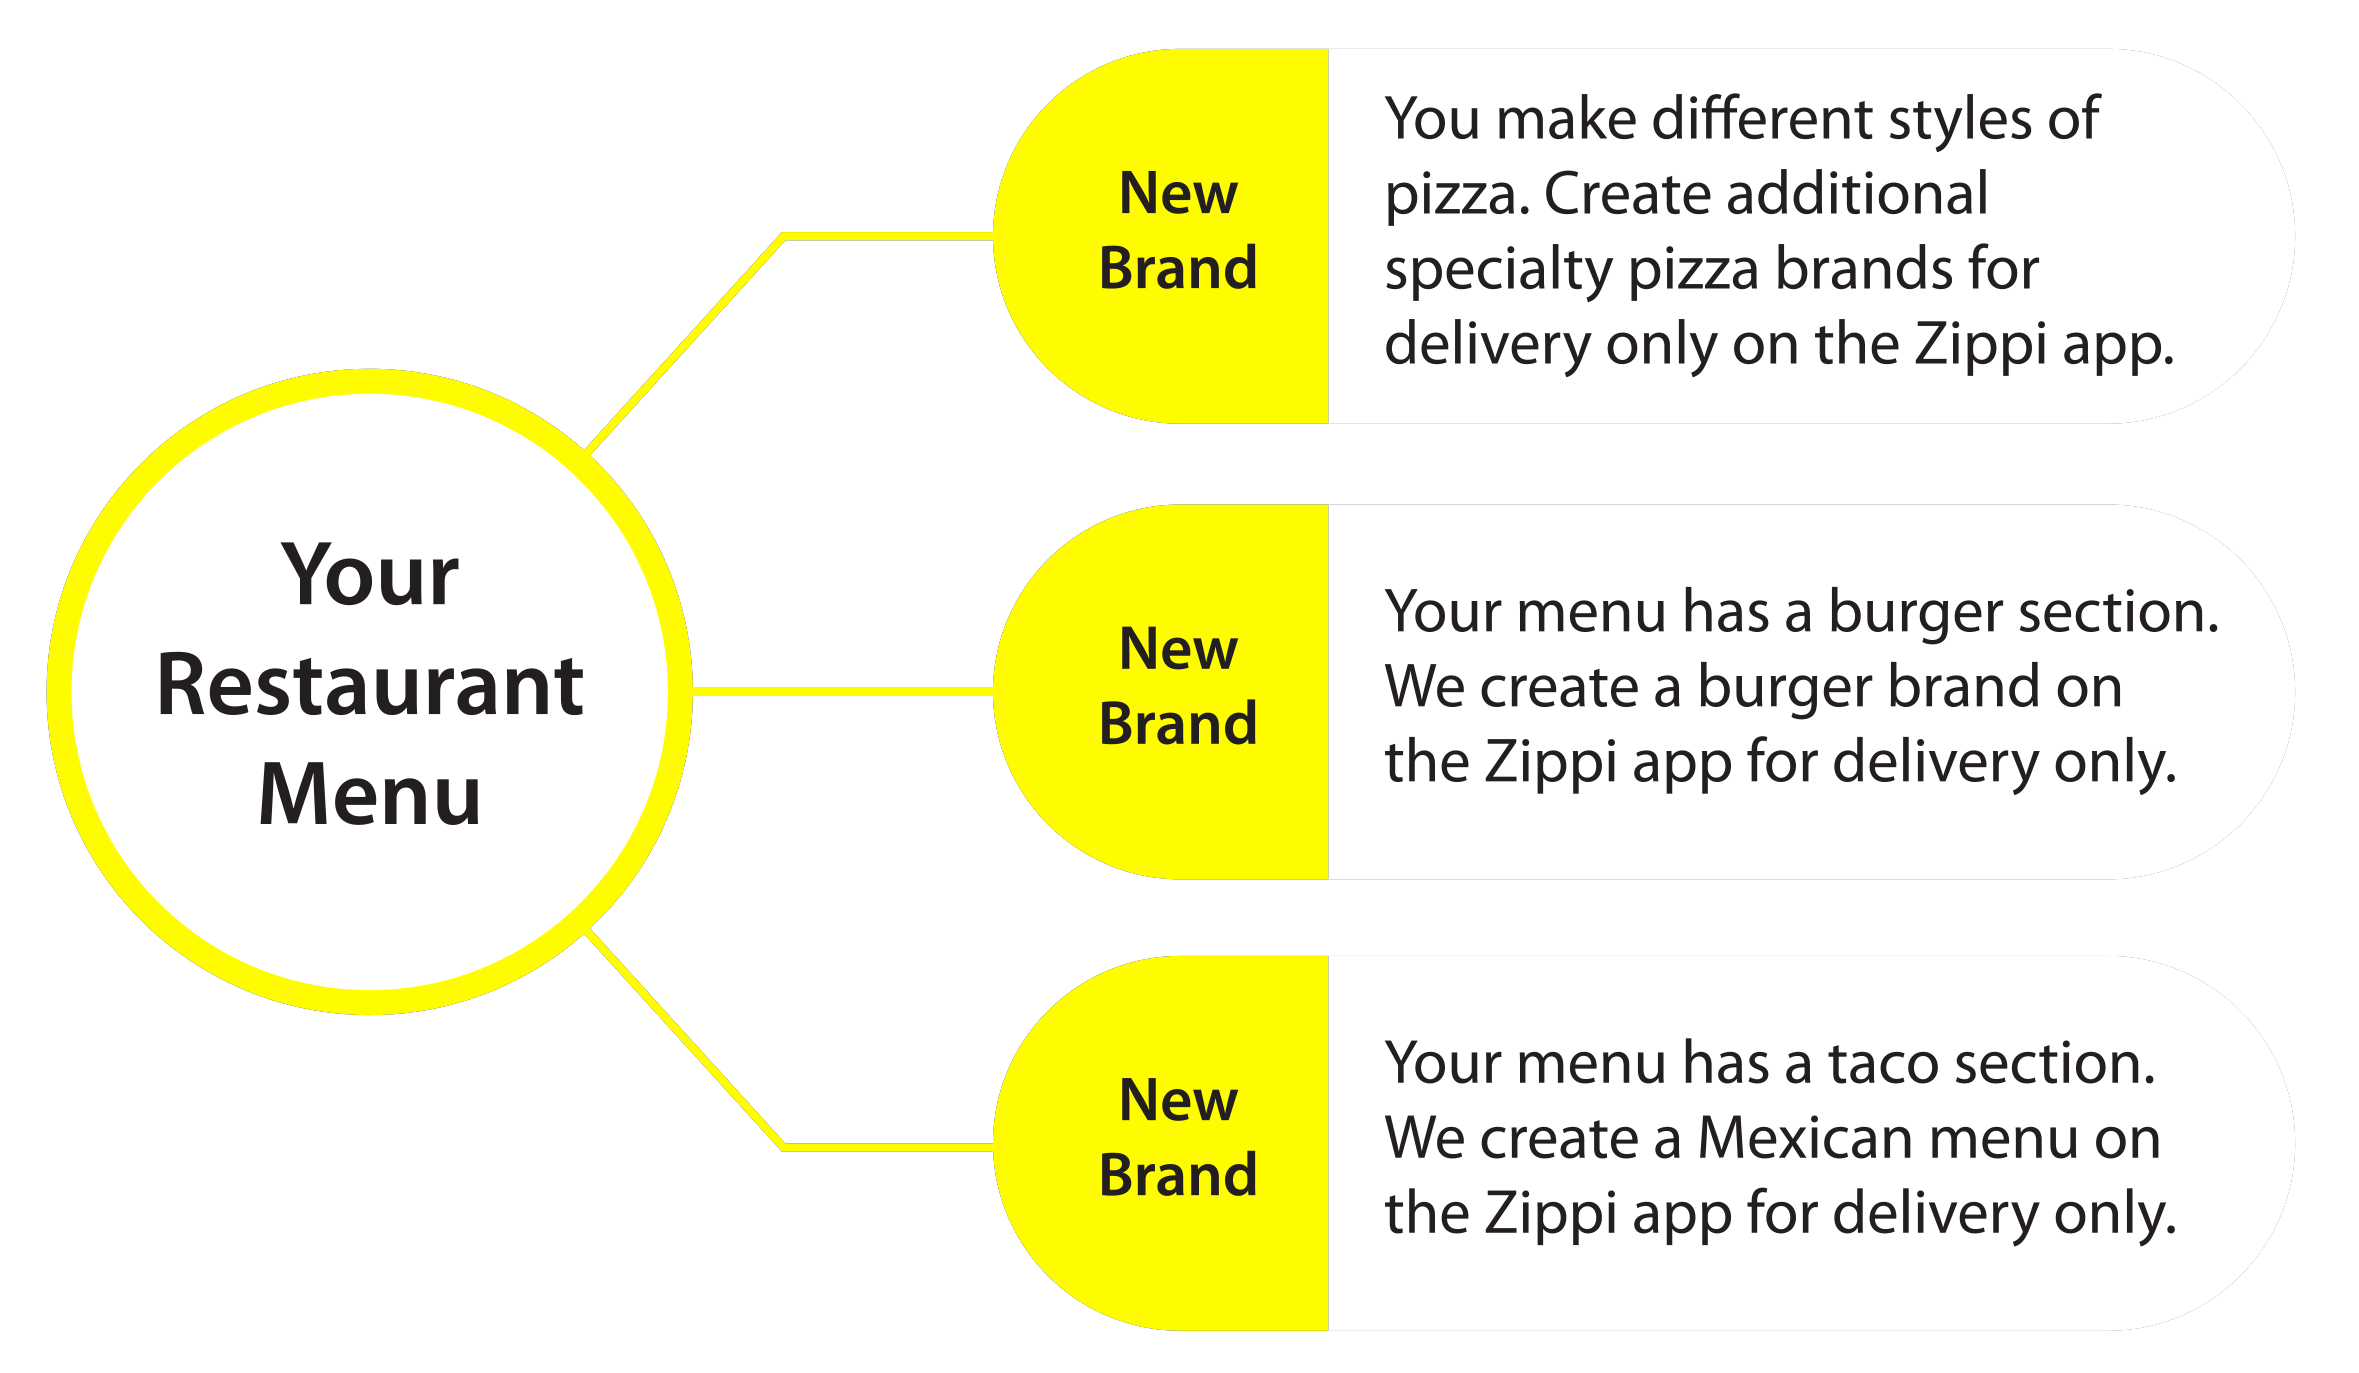 Your
Restaurant
Menu
New
Brand
You make different styles of
pizza. Create additional
specialty pizza brands for
delivery only on the Zippi app.
New
Brand
Your menu has a burger section.
We create a burger brand on
the Zippi app for delivery only.
New
Brand
Your menu has a taco section.
We create a Mexican menu on
the Zippi app for delivery only.